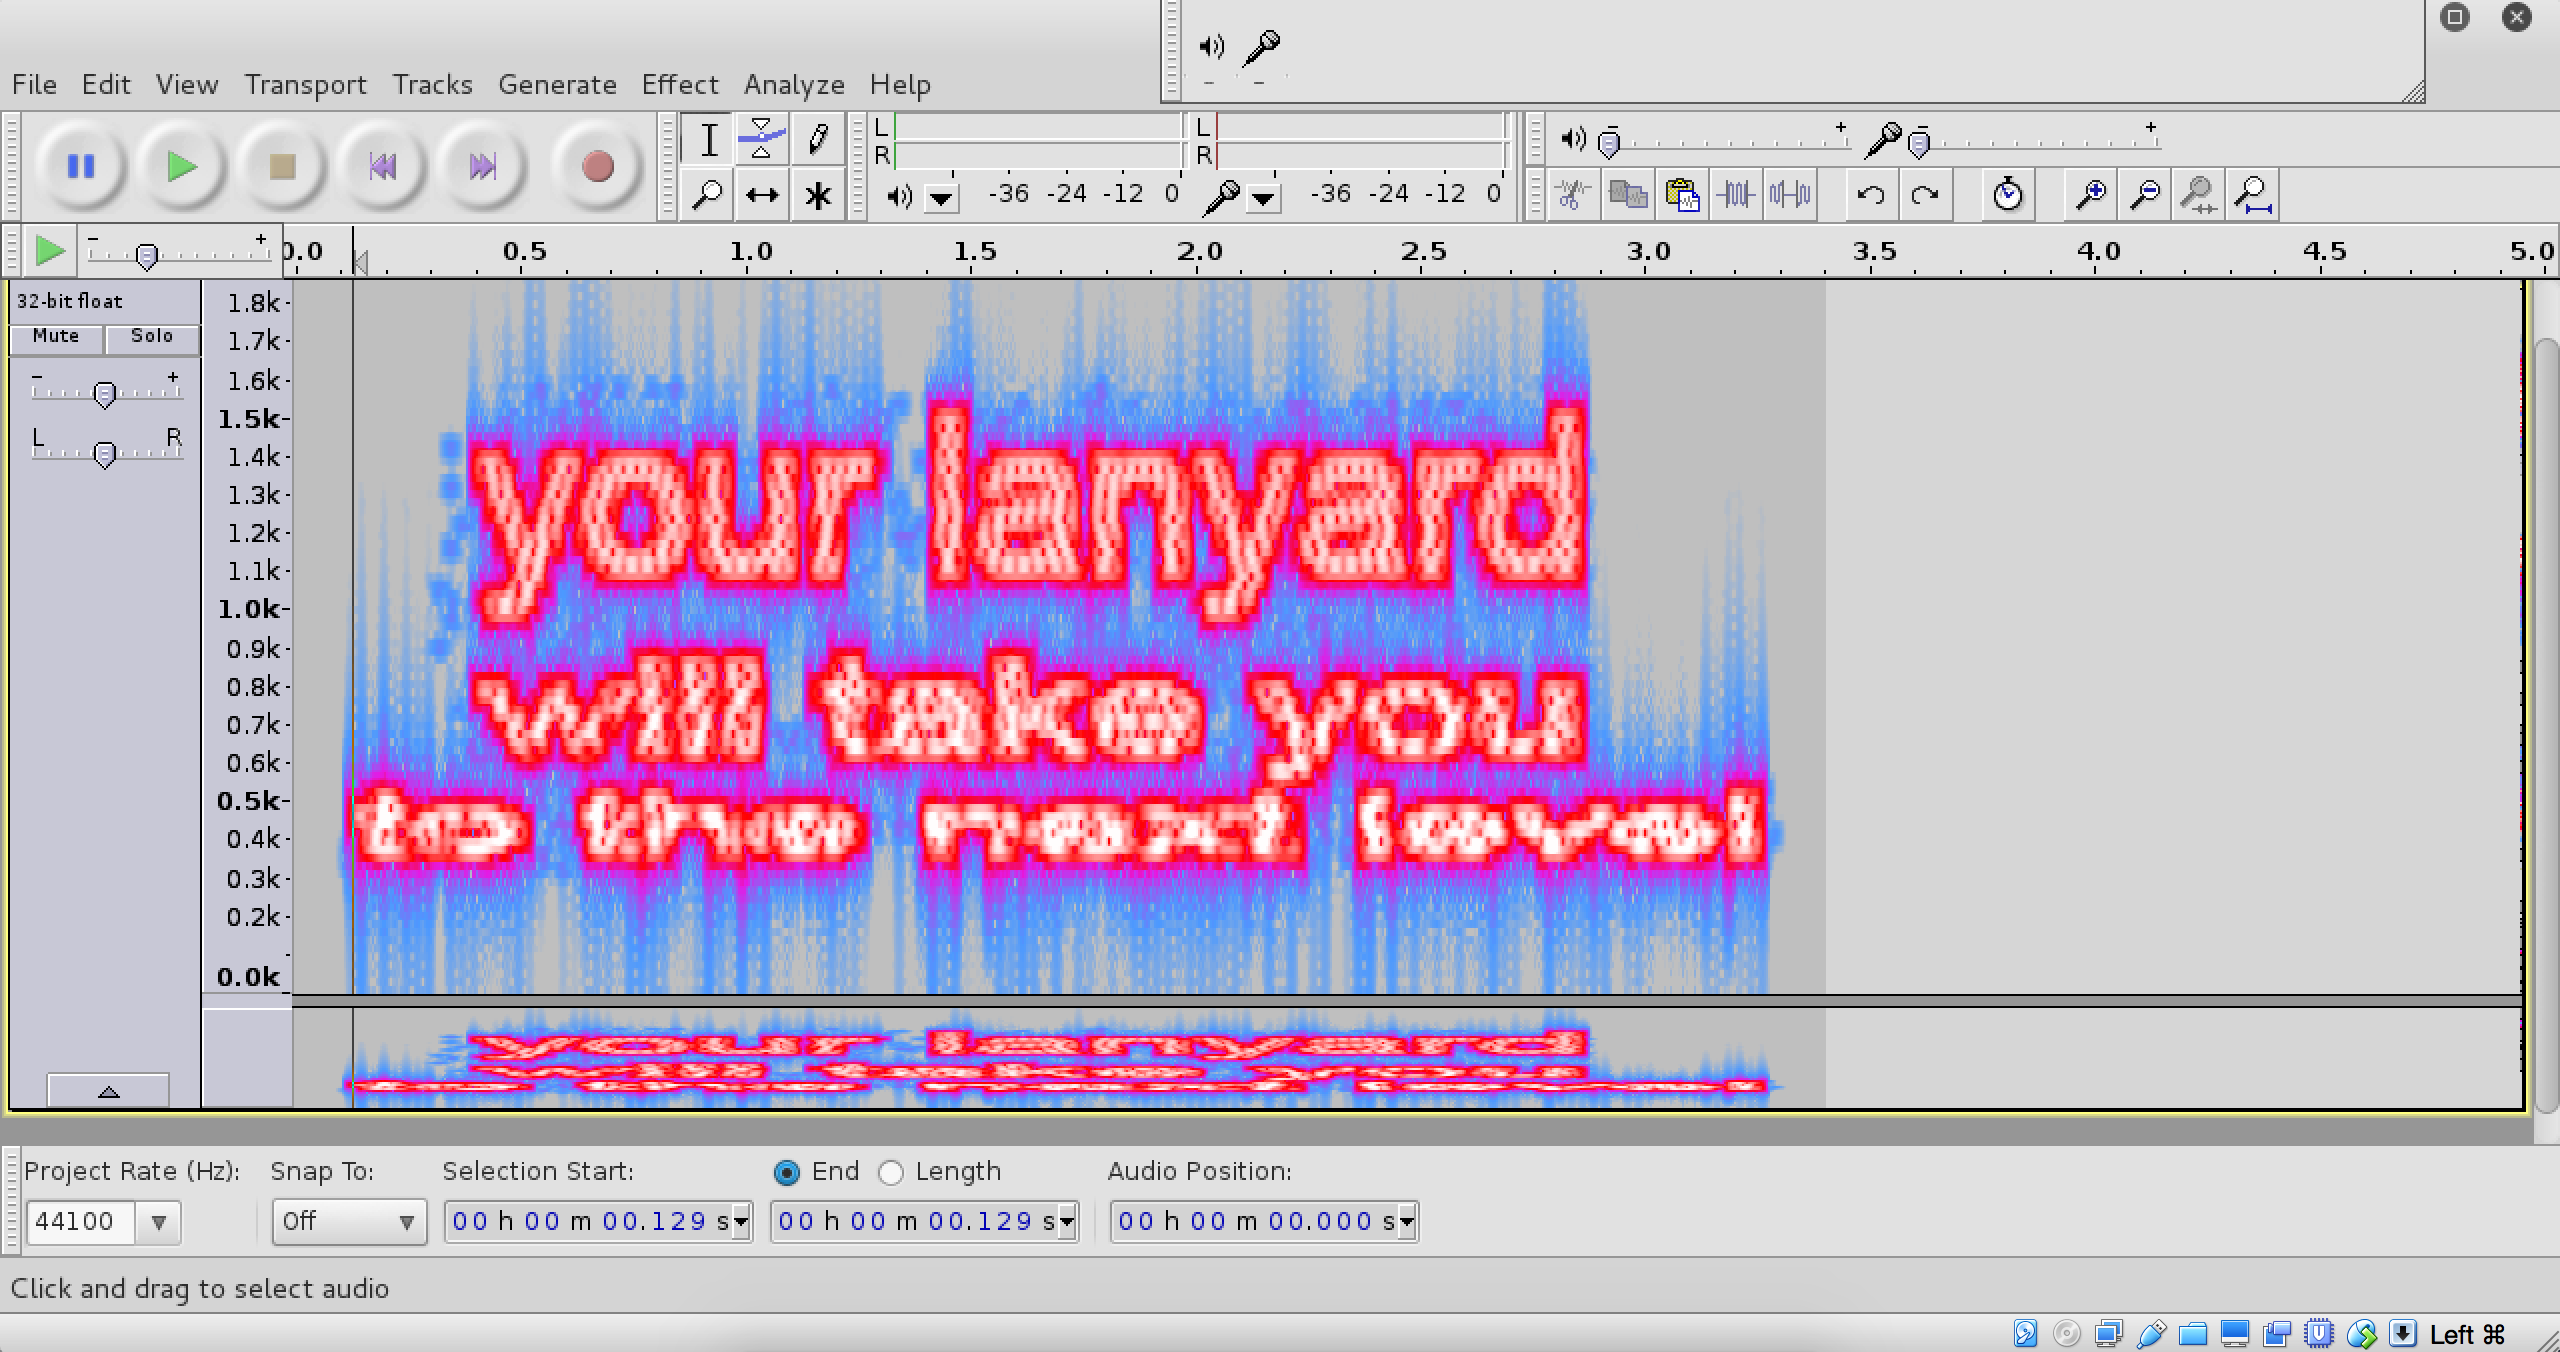 File Edit View Transport Tracks Generate Effect Analyze Help
L
R
-36 -24 -12 0
L
R
-36 -24 -12 0
- +
- +
- +
0.0 0.5 1.0 1.5 2.0 2.5 3.0 3.5 4.0 4.5 5.0
32-bit float
Mute Solo
- +
L R
1.8k
1.7k
1.6k
1.5k
1.4k
1.3k
1.2k
1.1k
1.0k
0.9k
0.8k
0.7k
0.6k
0.5k
0.4k
0.3k
0.2k
0.0k
your lanyard
will take you
to the next level
your lanyard
will take you
Project Rate (Hz): Snap To: Selection Start: End Length Audio Position:
44100 Off 00 h 00 m 00.129 s 00 h 00 m 00.129 s 00 h 00 m 00.000 s
Click and drag to select audio
Left ⌘